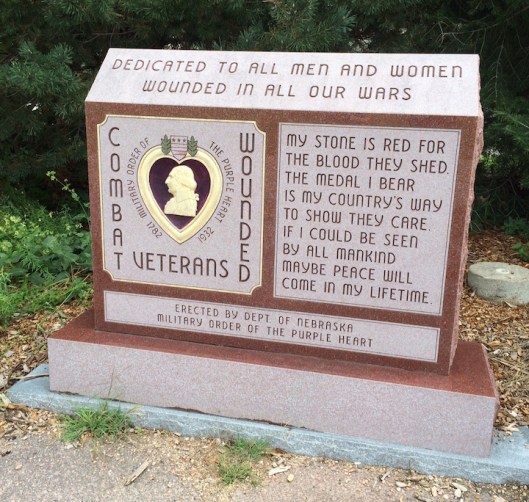 DEDICATED TO ALL MEN AND WOMEN
WOUNDED IN ALL OUR WARS
COMBAT
WOUNDED
VETERANS
MILITARY ORDER OF
THE PURPLE HEART
1782
1932
MY STONE IS RED FOR
THE BLOOD THEY SHED.
THE MEDAL I BEAR
IS MY COUNTRY'S WAY
TO SHOW THEY CARE.
IF I COULD BE SEEN
BY ALL MANKIND
MAYBE PEACE WILL
COME IN MY LIFETIME.
ERECTED BY DEPT OF NEBRASKA
MILITARY ORDER OF THE PURPLE HEART